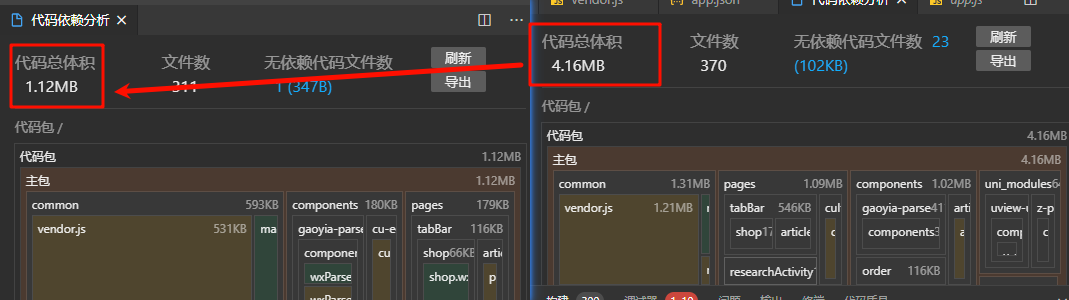 代码依赖分析
代码总体积
1.12MB
文件数
311
无依赖代码文件数
1 (347B)
刷新
导出
代码包 /
代码包 1.12MB
主包 1.12MB
common 593KB
vendor.js 531KB
ma
components 180KB
gaoyia-parse
componen
wxParse
wxParse
cu-e
cu
pages 179KB
tabBar 116KB
shop66KB
shop.w:
artic
p
vendor.js
app.json
代码依赖分析
app.js
代码总体积
4.16MB
文件数
370
无依赖代码文件数 23
(102KB)
刷新
导出
代码包 /
代码包 4.16MB
主包 4.16MB
common 1.31MB
vendor.js 1.21MB
pages 1.09MB
tabBar 546KB
shop17
article
researchActivity
cul
c
components 1.02MB
gaoyia-parse41
components3
order 116KB
arti
a
uni_modules64
uview-u
comp
z-p
c
构建 300
调试器 1, 10
问题
输出
终端
代码质量